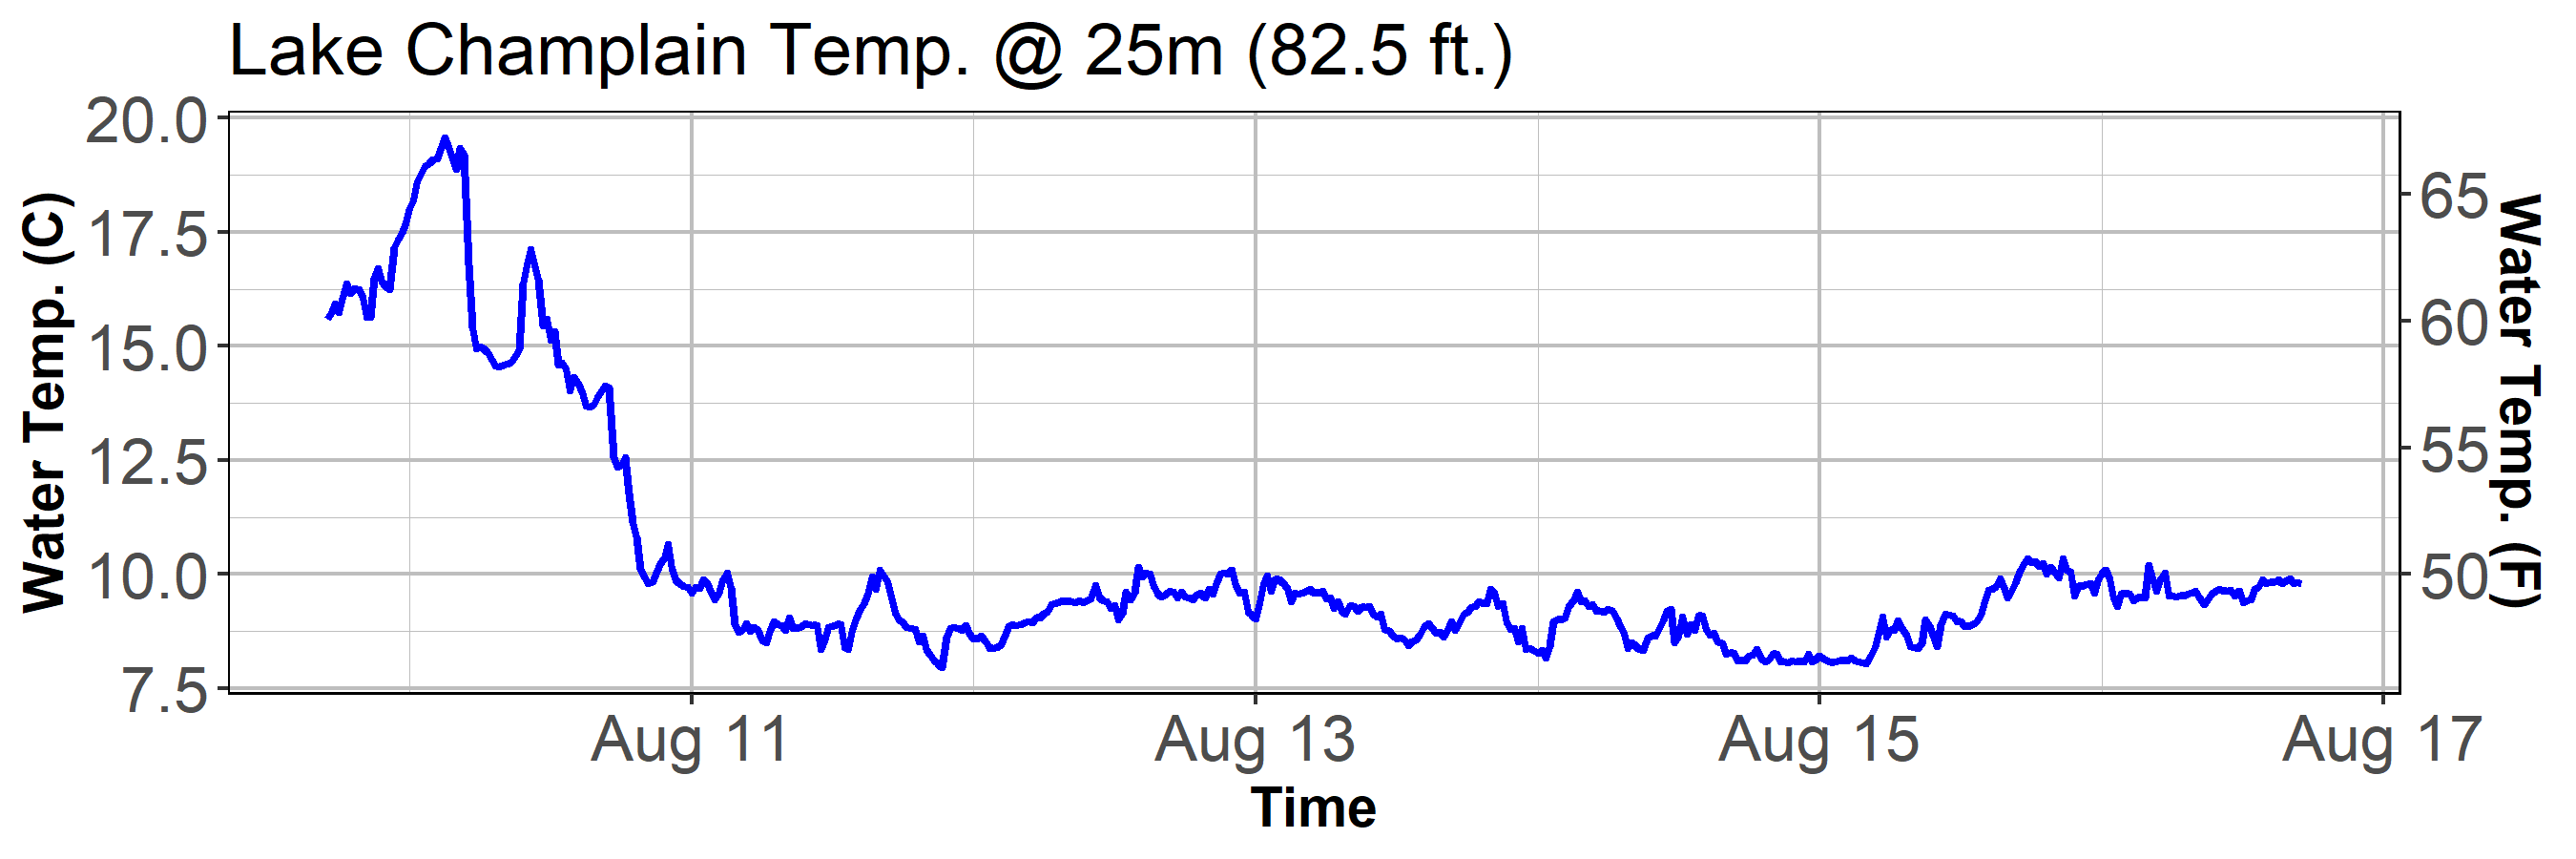 Lake Champlain Temp. @ 25m (82.5 ft.)
Water Temp. (C)
20.0
17.5
15.0
12.5
10.0
7.5
65
60
55
50
Water Temp. (F)
Aug 11
Aug 13
Aug 15
Aug 17
Time